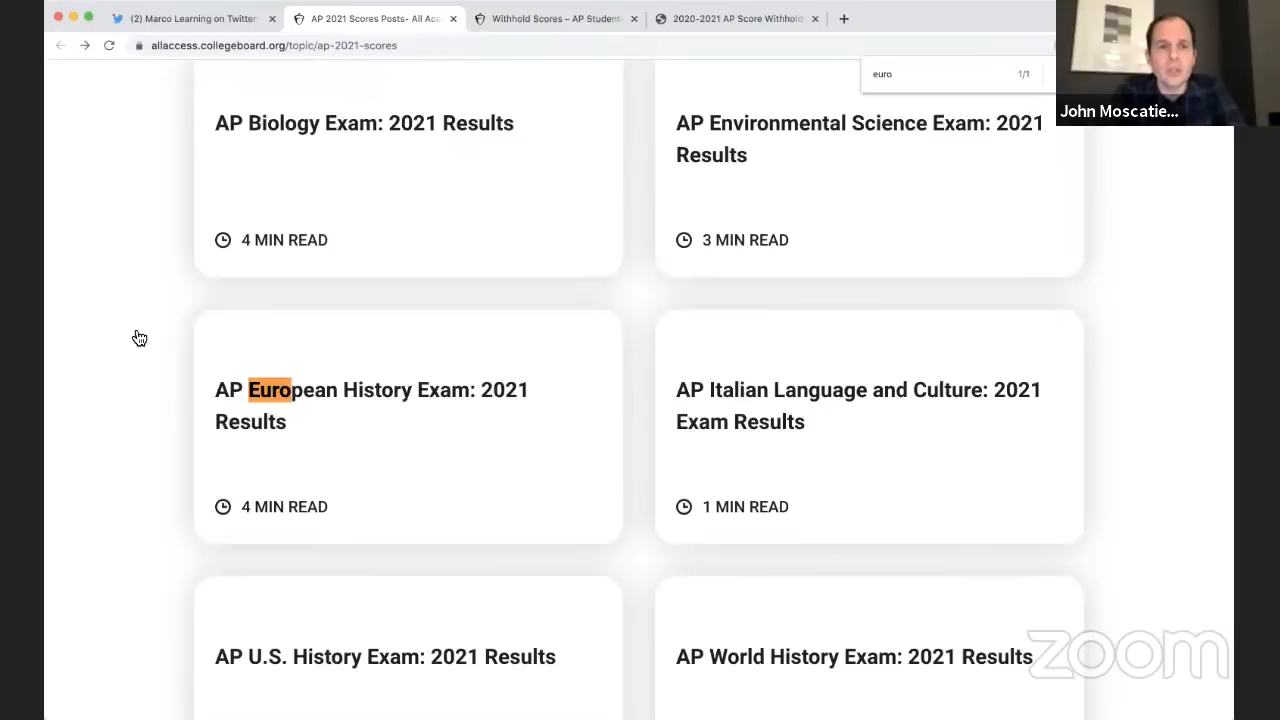 (2) Marco Learning on Twitter
AP 2021 Scores Posts- All Acc
Withhold Scores – AP Student
2020-2021 AP Score Withhold
allaccess.collegeboard.org/topic/ap-2021-scores
euro
1/1
John Moscatie...
AP Biology Exam: 2021 Results
4 MIN READ
AP Environmental Science Exam: 2021
Results
3 MIN READ
AP European History Exam: 2021
Results
4 MIN READ
AP Italian Language and Culture: 2021
Exam Results
1 MIN READ
AP U.S. History Exam: 2021 Results
AP World History Exam: 2021 Results
zoom